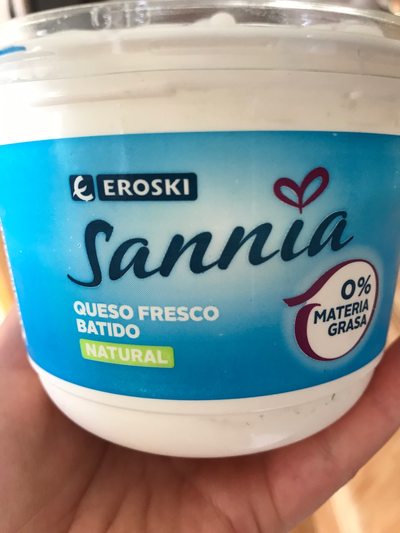 EROSKI
Sannia
QUESO FRESCO
BATIDO
NATURAL
0%
MATERIA
GRASA